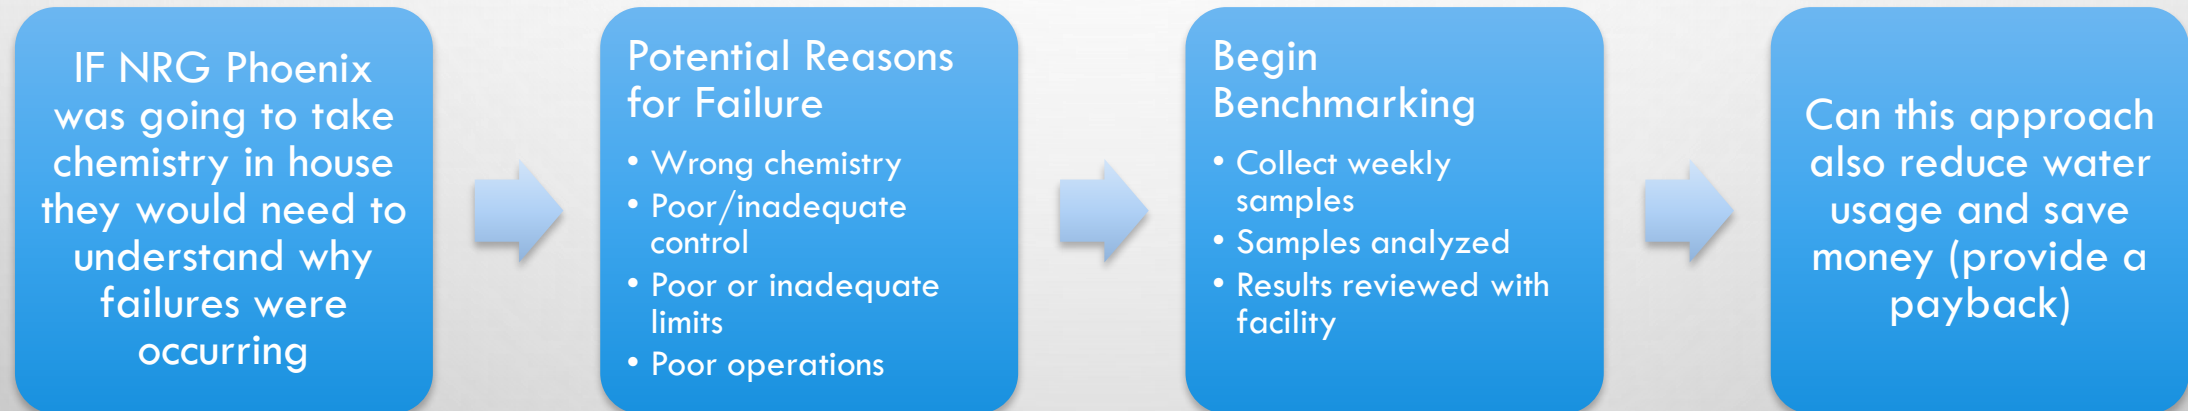 IF NRG Phoenix
was going to take
chemistry in house
they would need to
understand why
failures were
occurring
Potential Reasons
for Failure
• Wrong chemistry
• Poor/inadequate
control
• Poor or inadequate
limits
• Poor operations
Begin
Benchmarking
• Collect weekly
samples
• Samples analyzed
• Results reviewed with
facility
Can this approach
also reduce water
usage and save
money (provide a
payback)